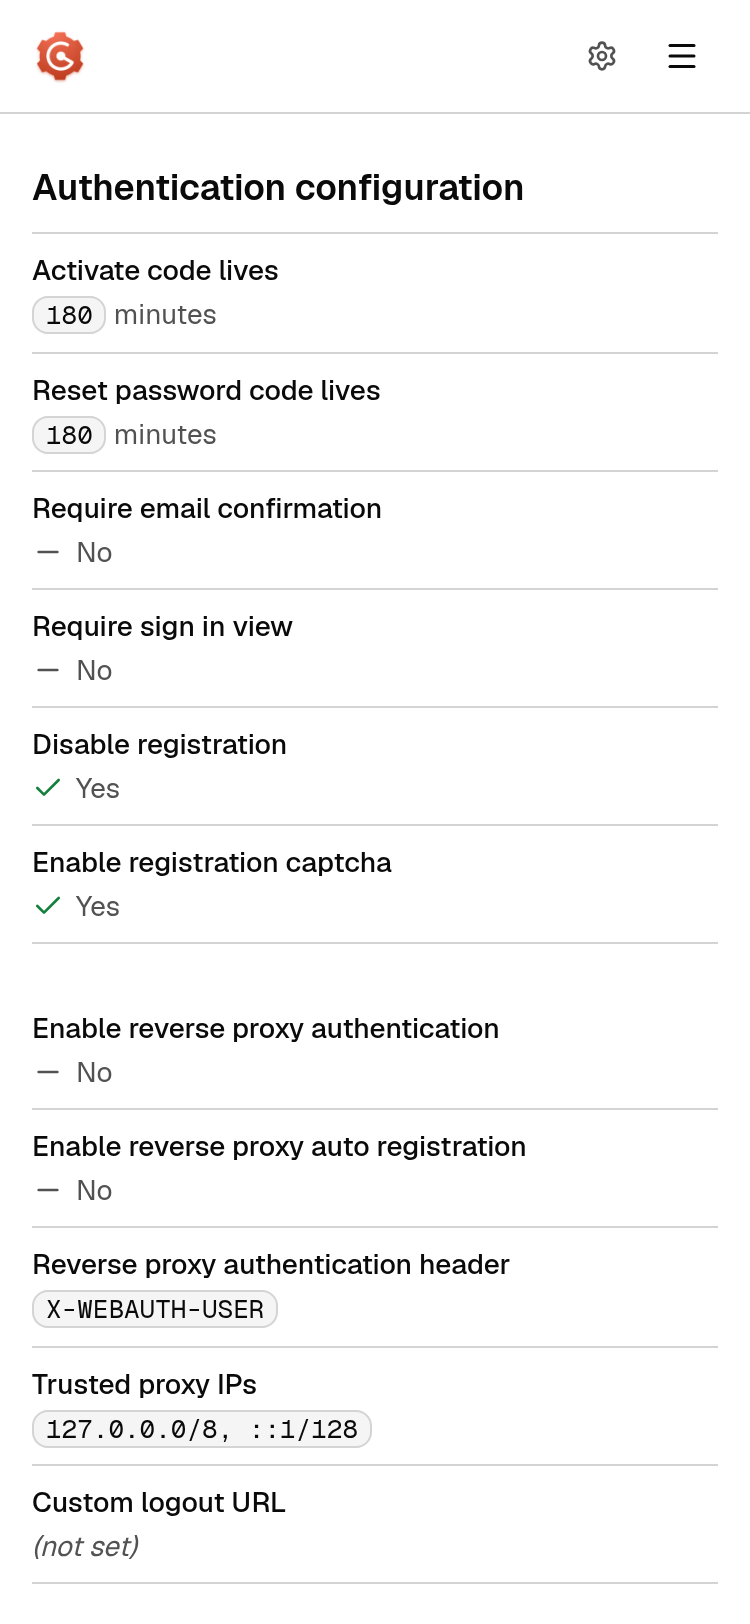 Authentication configuration
Activate code lives
180 minutes
Reset password code lives
180 minutes
Require email confirmation
No
Require sign in view
No
Disable registration
Yes
Enable registration captcha
Yes
Enable reverse proxy authentication
No
Enable reverse proxy auto registration
No
Reverse proxy authentication header
X-WEBAUTH-USER
Trusted proxy IPs
127.0.0.0/8, ::1/128
Custom logout URL
(not set)